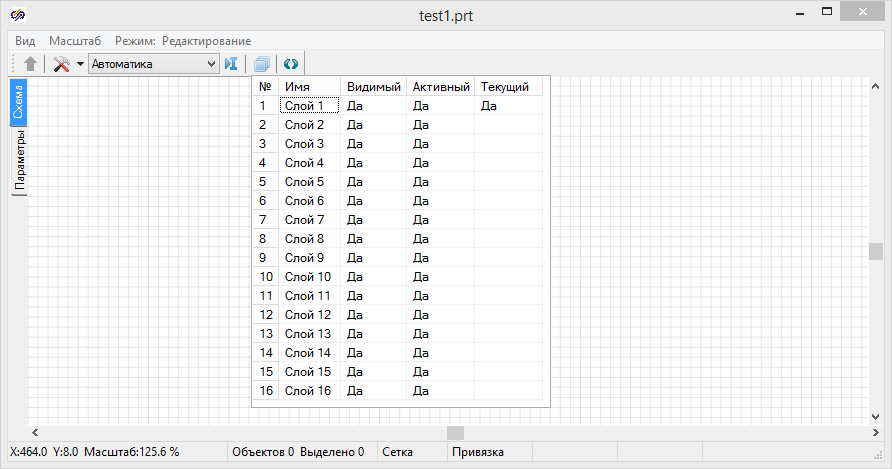 test1.prt
Вид Масштаб Режим: Редактирование
Автоматика
Схема
Параметры
№ Имя Видимый Активный Текущий
1 Слой 1 Да Да Да
2 Слой 2 Да Да
3 Слой 3 Да Да
4 Слой 4 Да Да
5 Слой 5 Да Да
6 Слой 6 Да Да
7 Слой 7 Да Да
8 Слой 8 Да Да
9 Слой 9 Да Да
10 Слой 10 Да Да
11 Слой 11 Да Да
12 Слой 12 Да Да
13 Слой 13 Да Да
14 Слой 14 Да Да
15 Слой 15 Да Да
16 Слой 16 Да Да
X:464.0 Y:8.0 Масштаб:125.6 % Объектов 0 Выделено 0 Сетка Привязка